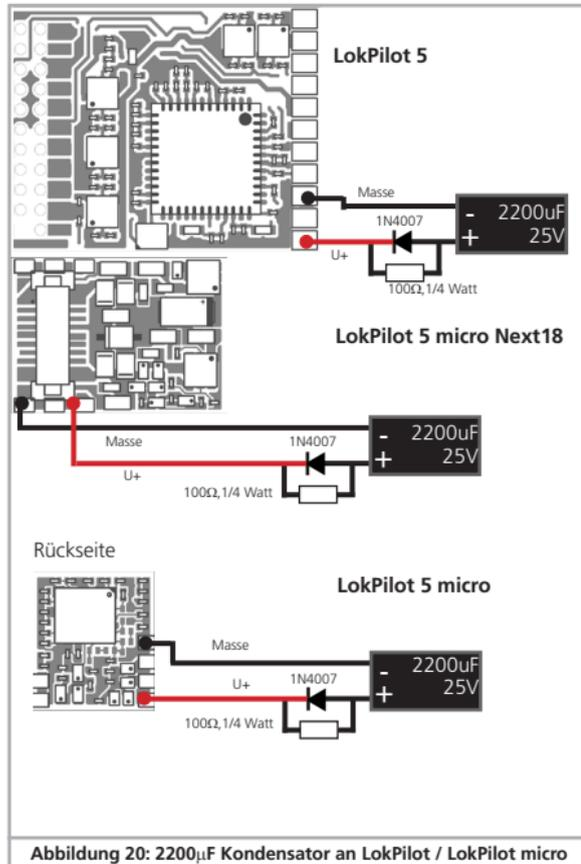 LokPilot 5
Masse
1N4007
U+
100Ω,1/4 Watt
- 2200uF
+ 25V
LokPilot 5 micro Next18
Masse
1N4007
U+
100Ω,1/4 Watt
- 2200uF
+ 25V
Rückseite
LokPilot 5 micro
Masse
1N4007
U+
100Ω,1/4 Watt
- 2200uF
+ 25V
Abbildung 20: 2200µF Kondensator an LokPilot / LokPilot micro